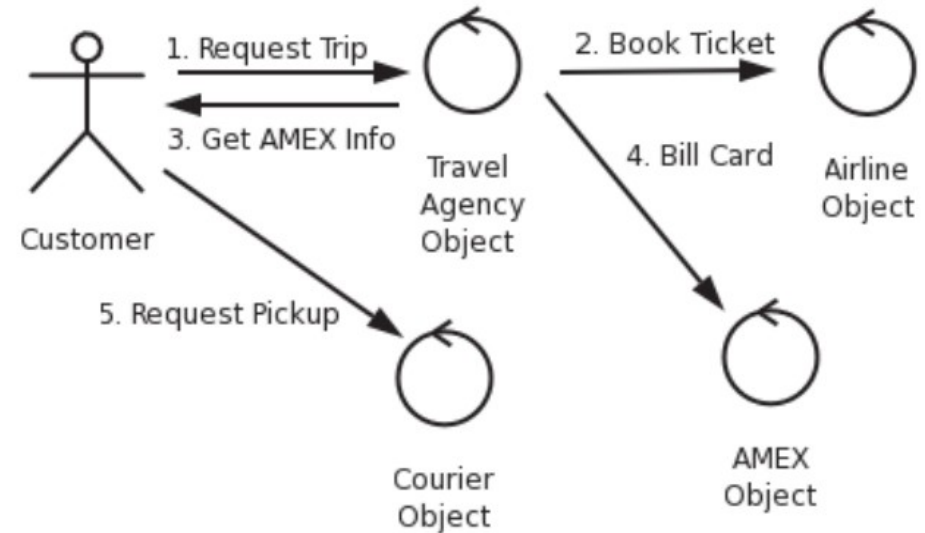 1. Request Trip
2. Book Ticket
3. Get AMEX Info
4. Bill Card
Travel
Agency
Object
Airline
Object
Customer
5. Request Pickup
Courier
Object
AMEX
Object